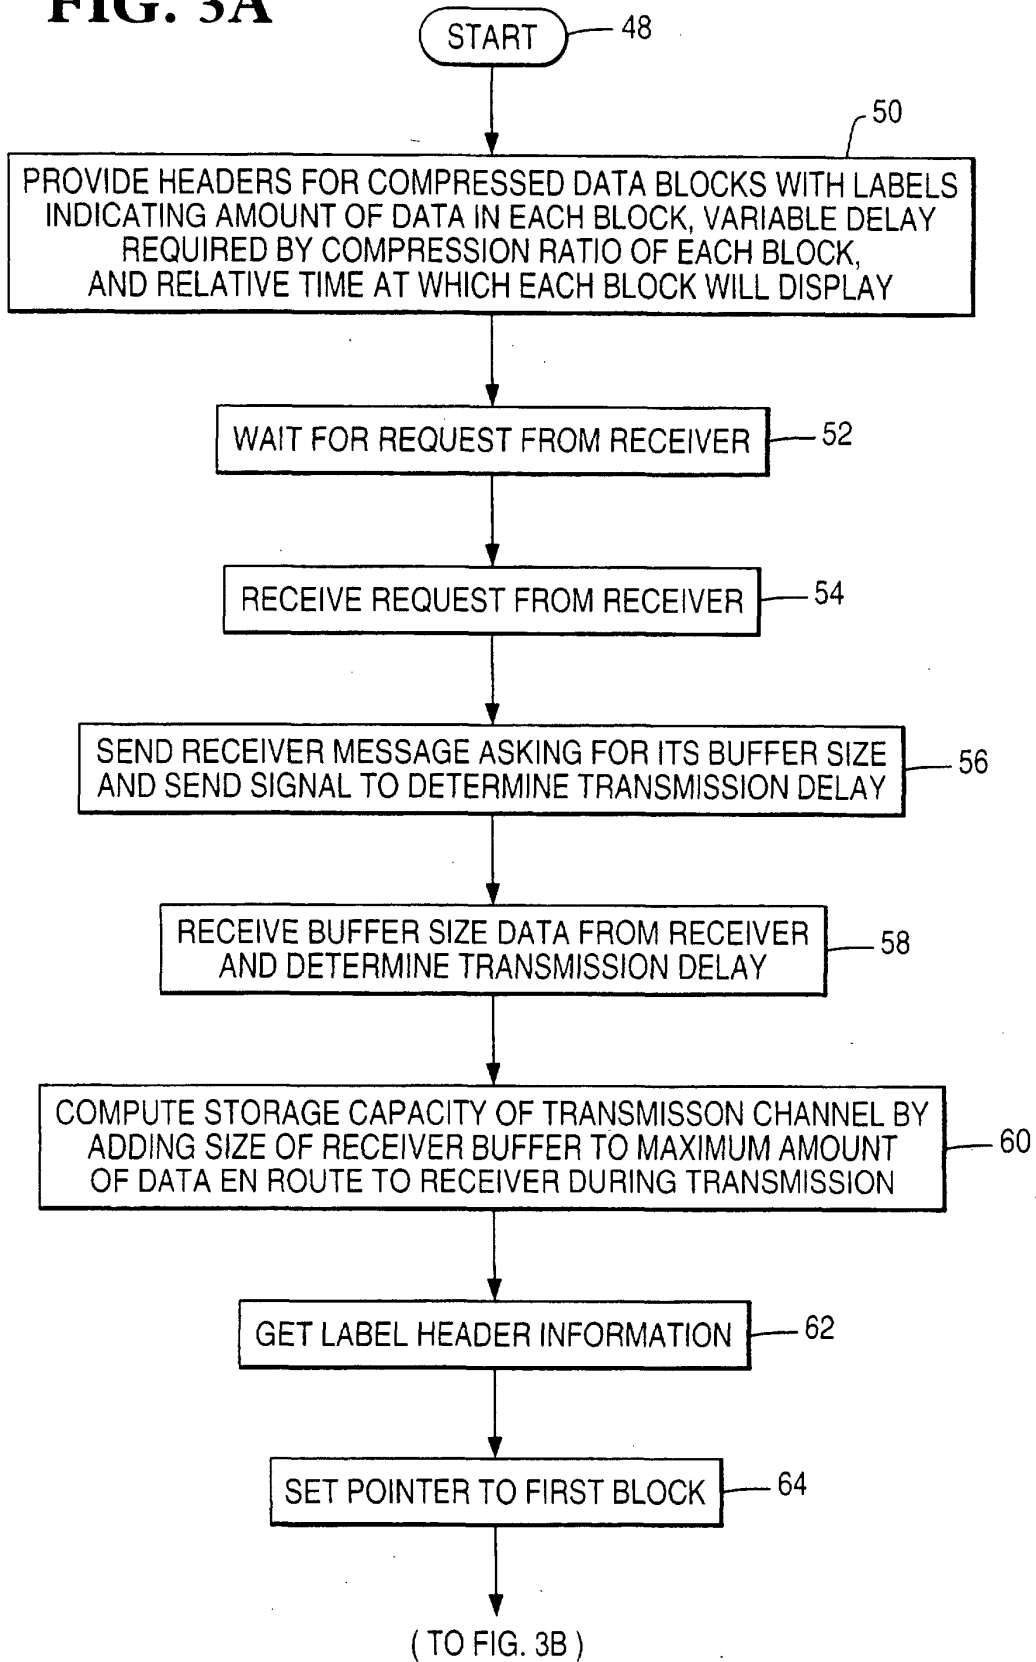 FIG. 3A
START
48
50
PROVIDE HEADERS FOR COMPRESSED DATA BLOCKS WITH LABELS
INDICATING AMOUNT OF DATA IN EACH BLOCK, VARIABLE DELAY
REQUIRED BY COMPRESSION RATIO OF EACH BLOCK,
AND RELATIVE TIME AT WHICH EACH BLOCK WILL DISPLAY
WAIT FOR REQUEST FROM RECEIVER
52
RECEIVE REQUEST FROM RECEIVER
54
SEND RECEIVER MESSAGE ASKING FOR ITS BUFFER SIZE
AND SEND SIGNAL TO DETERMINE TRANSMISSION DELAY
56
RECEIVE BUFFER SIZE DATA FROM RECEIVER
AND DETERMINE TRANSMISSION DELAY
58
COMPUTE STORAGE CAPACITY OF TRANSMISSON CHANNEL BY
ADDING SIZE OF RECEIVER BUFFER TO MAXIMUM AMOUNT
OF DATA EN ROUTE TO RECEIVER DURING TRANSMISSION
60
GET LABEL HEADER INFORMATION
62
SET POINTER TO FIRST BLOCK
64
( TO FIG. 3B )